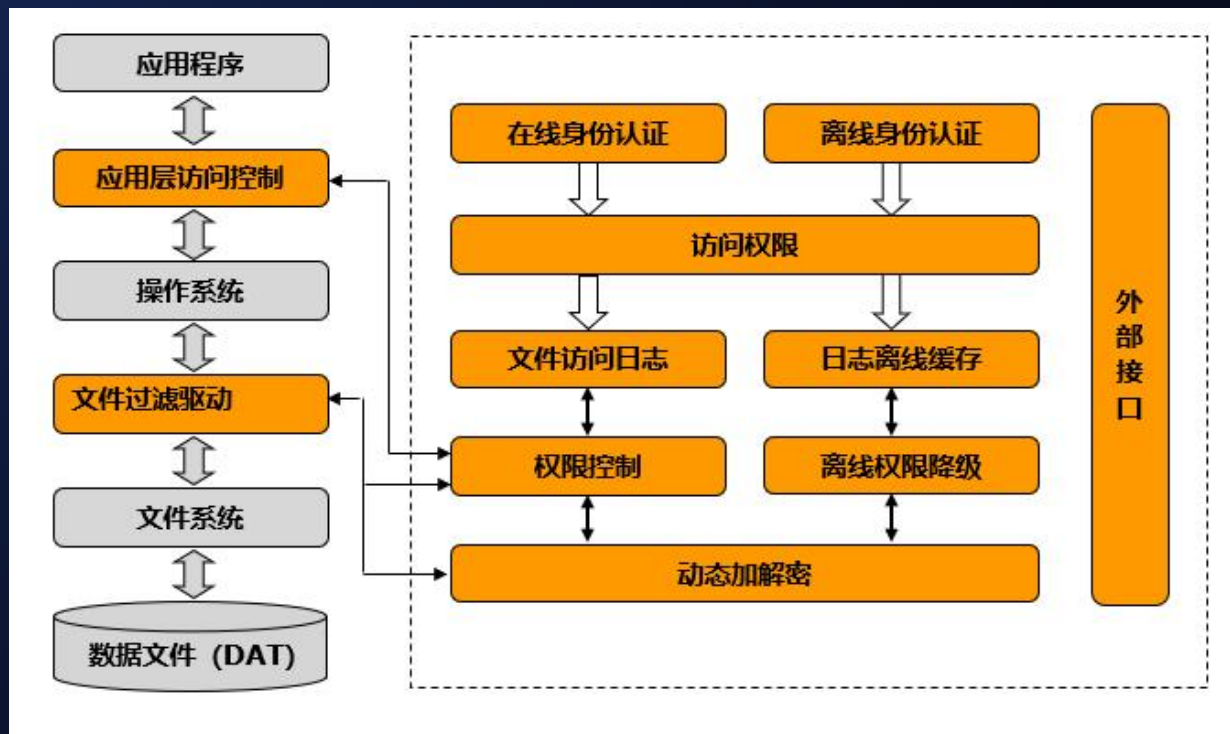 应用程序
应用层访问控制
操作系统
文件过滤驱动
文件系统
数据文件 (DAT)
在线身份认证
离线身份认证
访问权限
文件访问日志
日志离线缓存
权限控制
离线权限降级
动态加解密
外部接口